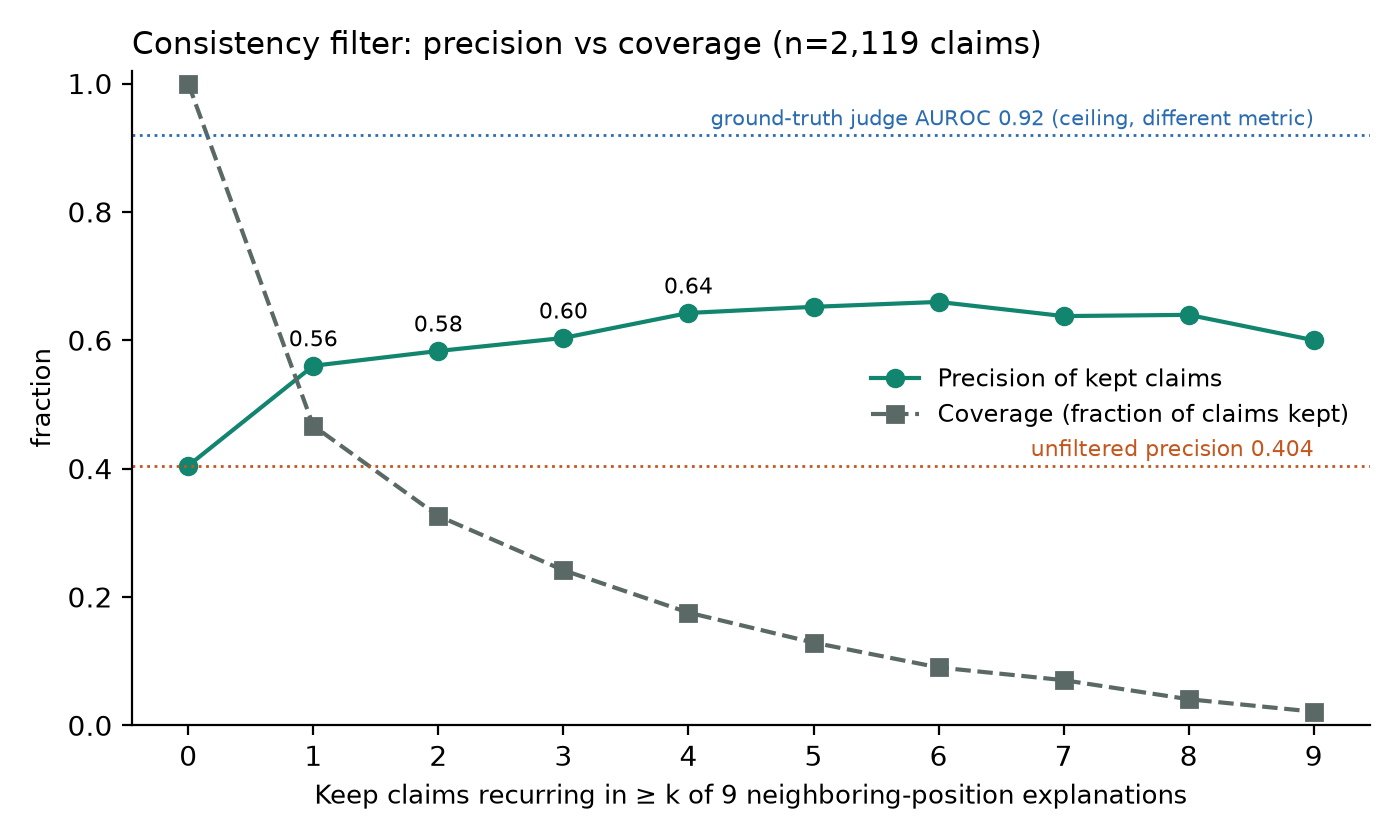 Consistency filter: precision vs coverage (n=2,119 claims)
1.0
0.8
0.6
0.4
0.2
0.0
fraction
ground-truth judge AUROC 0.92 (ceiling, different metric)
0.56
0.58
0.60
0.64
Precision of kept claims
Coverage (fraction of claims kept)
unfiltered precision 0.404
0 1 2 3 4 5 6 7 8 9
Keep claims recurring in ≥ k of 9 neighboring-position explanations